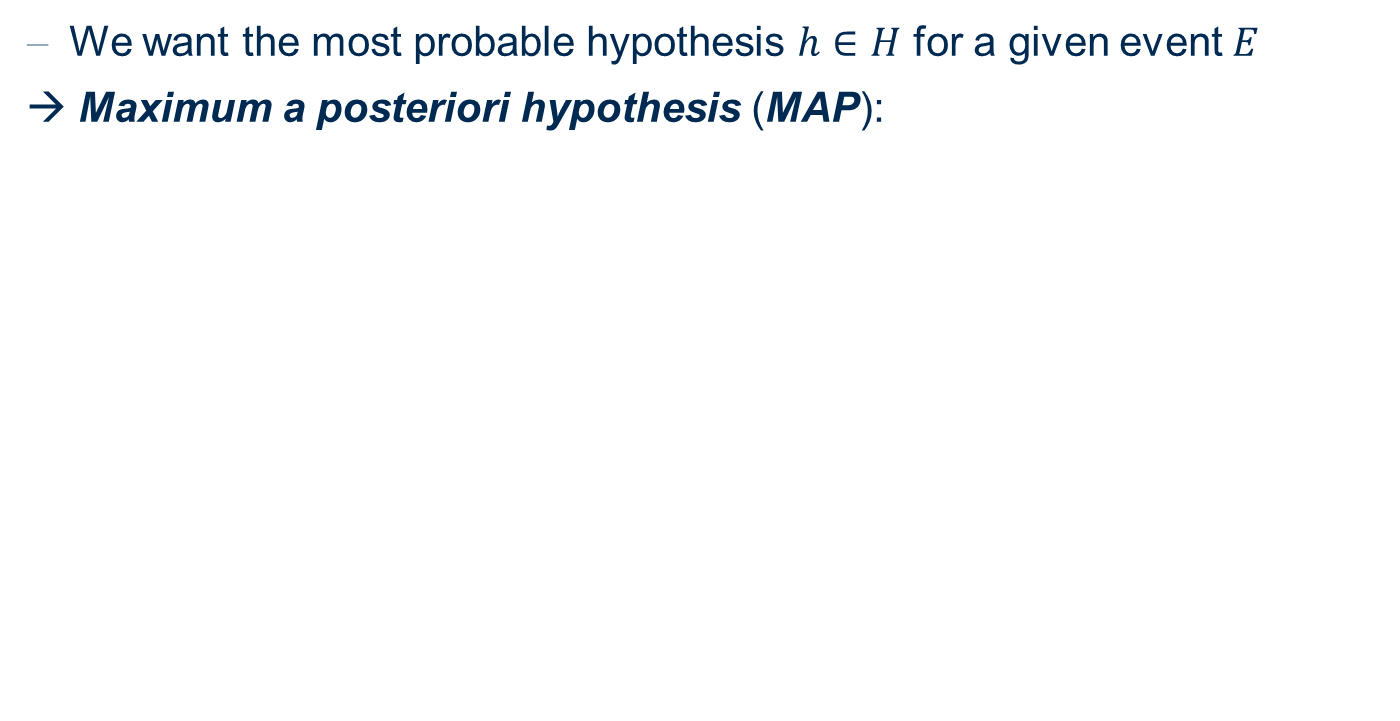 – We want the most probable hypothesis h ∈ H for a given event E
→ Maximum a posteriori hypothesis (MAP):